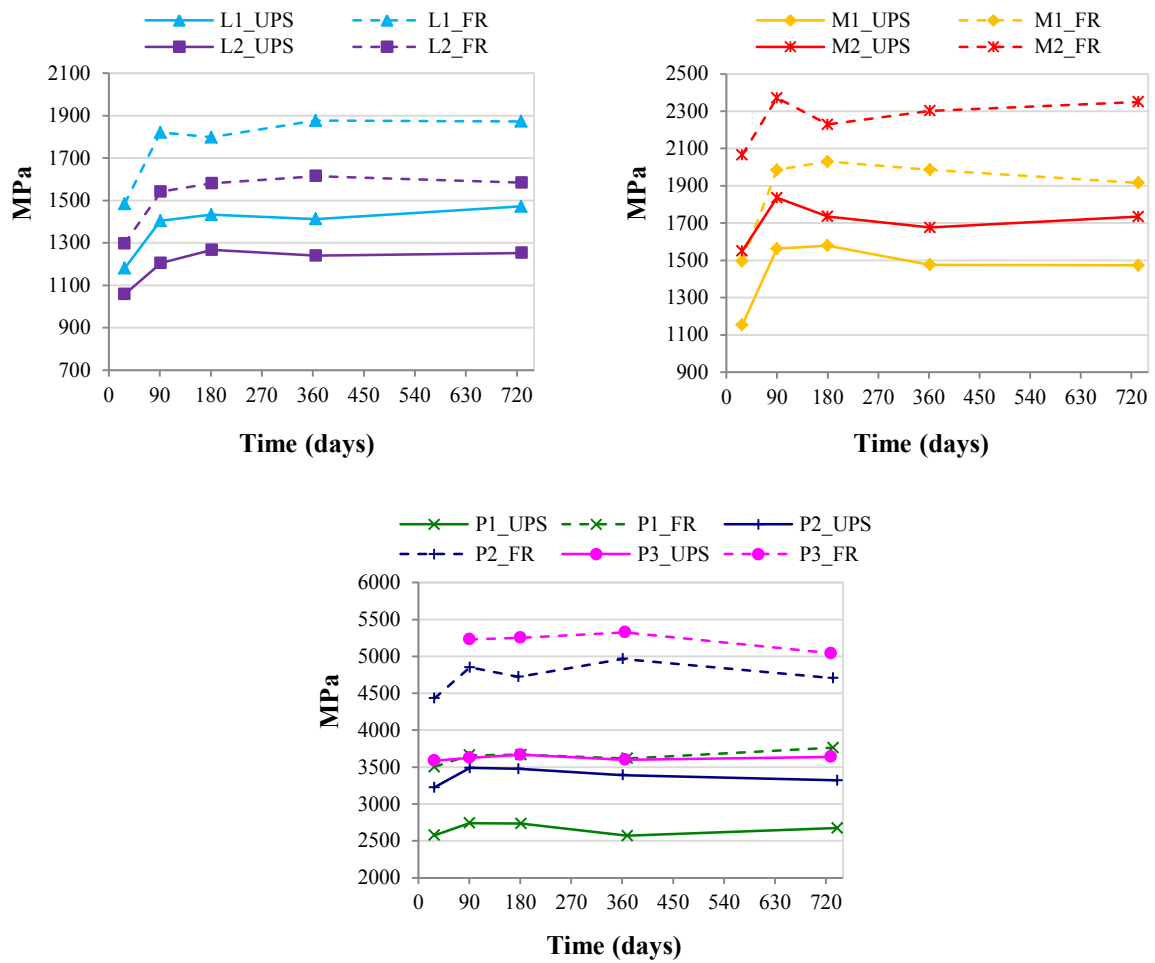 L1_UPS L1_FR
L2_UPS L2_FR
2100
1900
1700
1500
1300
1100
900
700
MPa
0 90 180 270 360 450 540 630 720
Time (days)
M1_UPS M1_FR
M2_UPS M2_FR
2500
2300
2100
1900
1700
1500
1300
1100
900
MPa
0 90 180 270 360 450 540 630 720
Time (days)
P1_UPS P1_FR P2_UPS
P2_FR P3_UPS P3_FR
6000
5500
5000
4500
4000
3500
3000
2500
2000
MPa
0 90 180 270 360 450 540 630 720
Time (days)